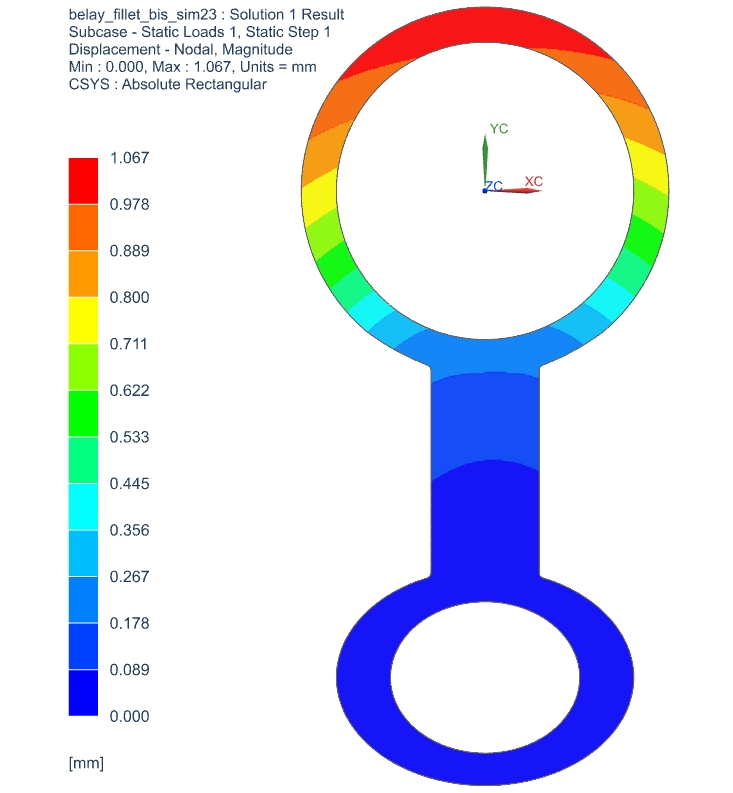 belay_fillet_bis_sim23 : Solution 1 Result
Subcase - Static Loads 1, Static Step 1
Displacement - Nodal, Magnitude
Min : 0.000, Max : 1.067, Units = mm
CSYS : Absolute Rectangular
YC
ZC
XC
1.067
0.978
0.889
0.800
0.711
0.622
0.533
0.445
0.356
0.267
0.178
0.089
0.000
[mm]